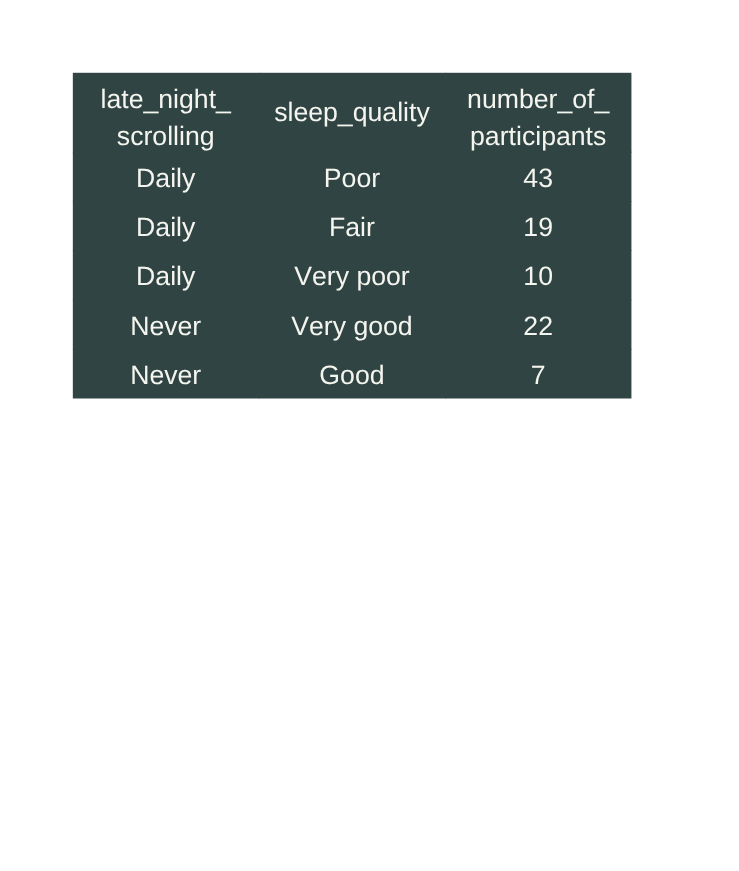 late_night_ sleep_quality number_of_
scrolling participants
Daily Poor 43
Daily Fair 19
Daily Very poor 10
Never Very good 22
Never Good 7